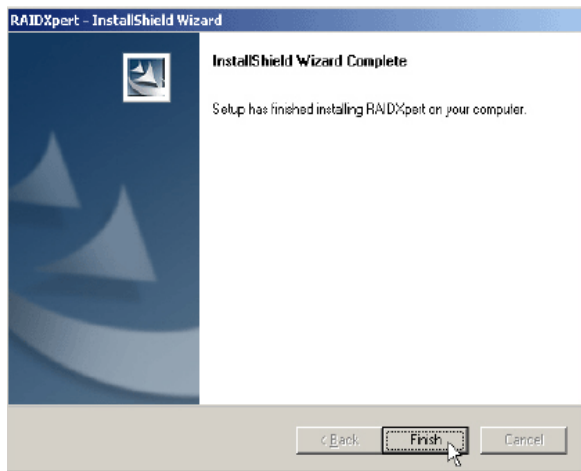 RAIDXpert - InstallShield Wizard
InstallShield Wizard Complete
Setup has finished installing RAIDXpert on your computer.
< Back
Finish
Cancel